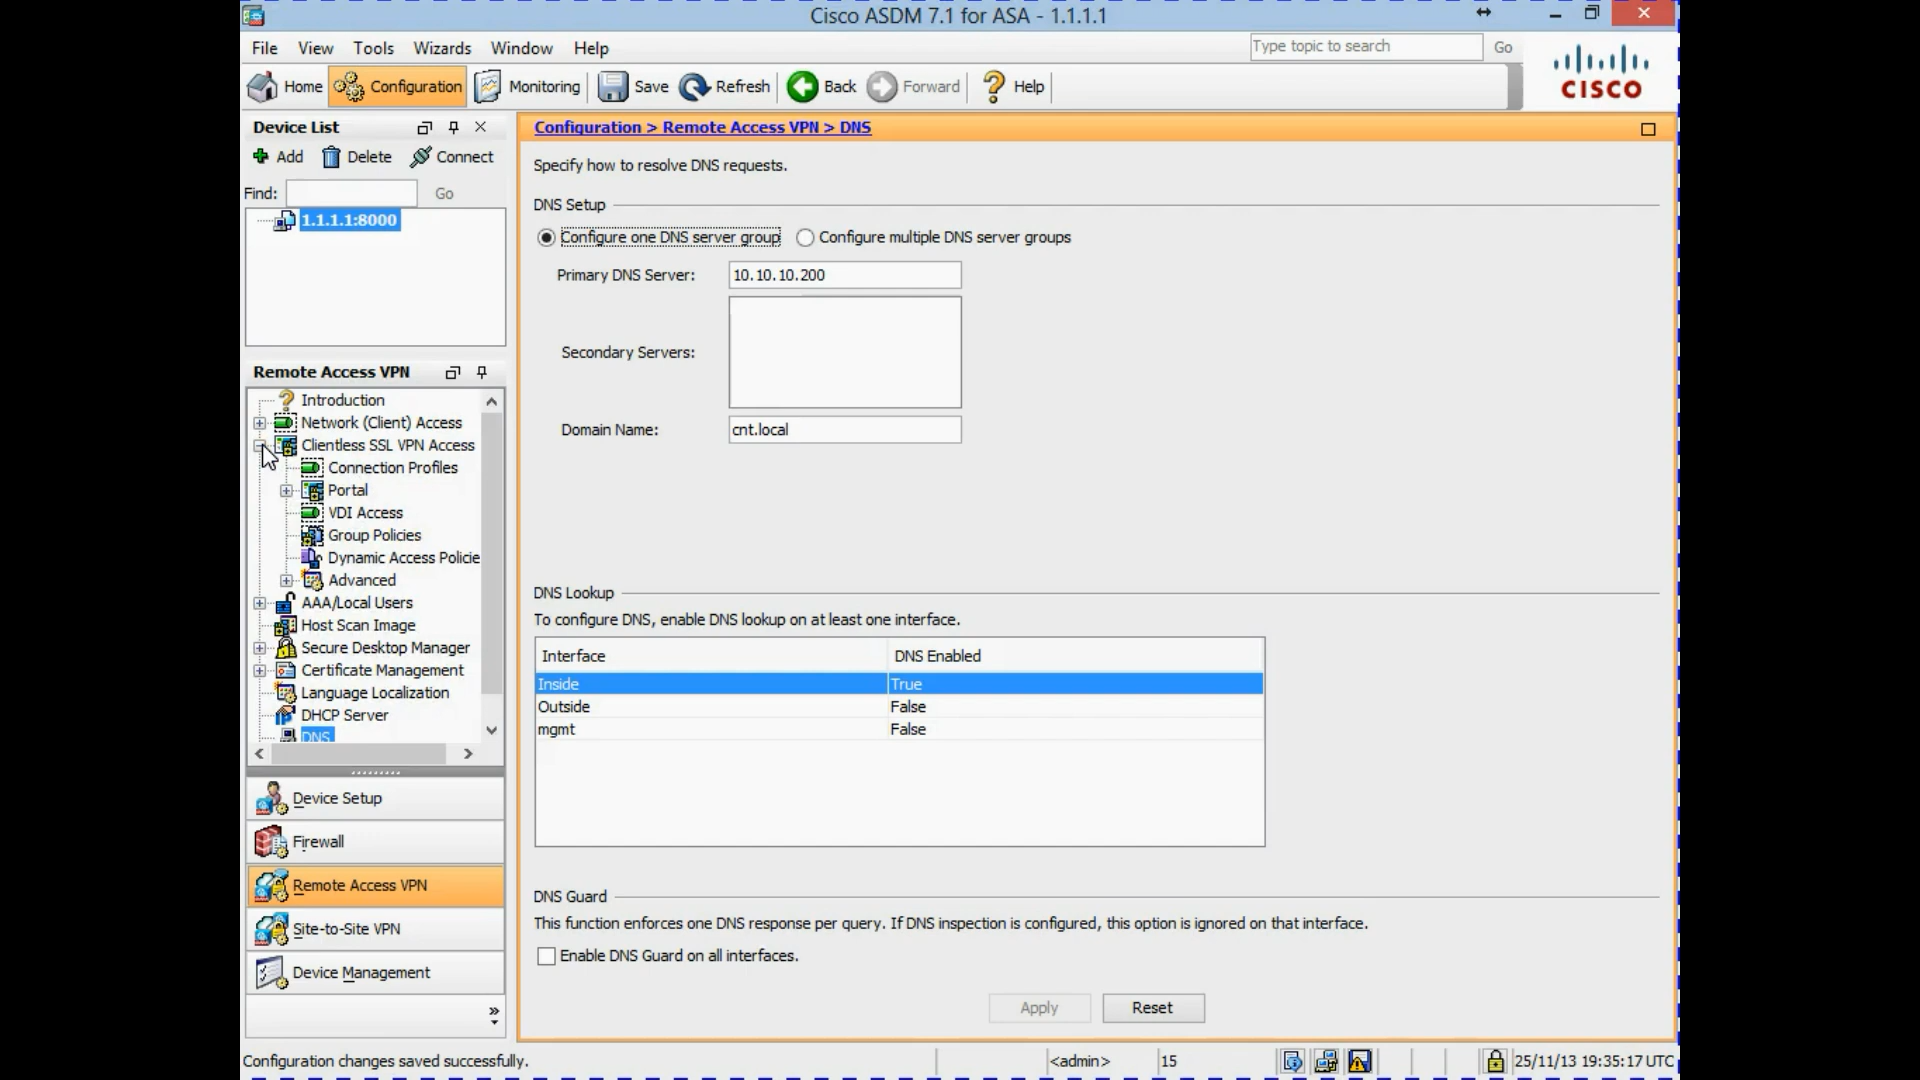 Cisco ASDM 7.1 for ASA - 1.1.1.1
File View Tools Wizards Window Help
Type topic to search Go
CISCO
Home Configuration Monitoring Save Refresh Back Forward Help
Device List
Add Delete Connect
Find: Go
1.1.1.1:8000
Remote Access VPN
Introduction
Network (Client) Access
Clientless SSL VPN Access
Connection Profiles
Portal
VDI Access
Group Policies
Dynamic Access Policie
Advanced
AAA/Local Users
Host Scan Image
Secure Desktop Manager
Certificate Management
Language Localization
DHCP Server
DNS
Device Setup
Firewall
Remote Access VPN
Site-to-Site VPN
Device Management
Configuration > Remote Access VPN > DNS
Specify how to resolve DNS requests.
DNS Setup
Configure one DNS server group Configure multiple DNS server groups
Primary DNS Server: 10.10.10.200
Secondary Servers:
Domain Name: cnt.local
DNS Lookup
To configure DNS, enable DNS lookup on at least one interface.
Interface DNS Enabled
Inside True
Outside False
mgmt False
DNS Guard
This function enforces one DNS response per query. If DNS inspection is configured, this option is ignored on that interface.
Enable DNS Guard on all interfaces.
Apply Reset
Configuration changes saved successfully. <admin> 15 25/11/13 19:35:17 UTC